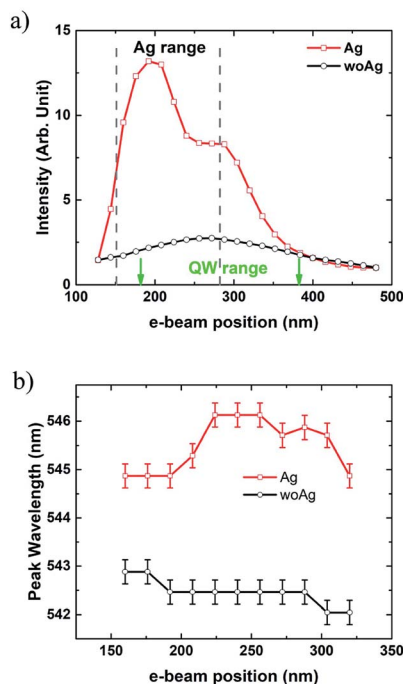 a)
Ag range
Ag
woAg
15
10
5
0
Intensity (Arb. Unit)
QW range
100
200
300
400
500
e-beam position (nm)
b)
546
545
544
543
542
Peak Wavelength (nm)
Ag
woAg
150
200
250
300
350
e-beam position (nm)